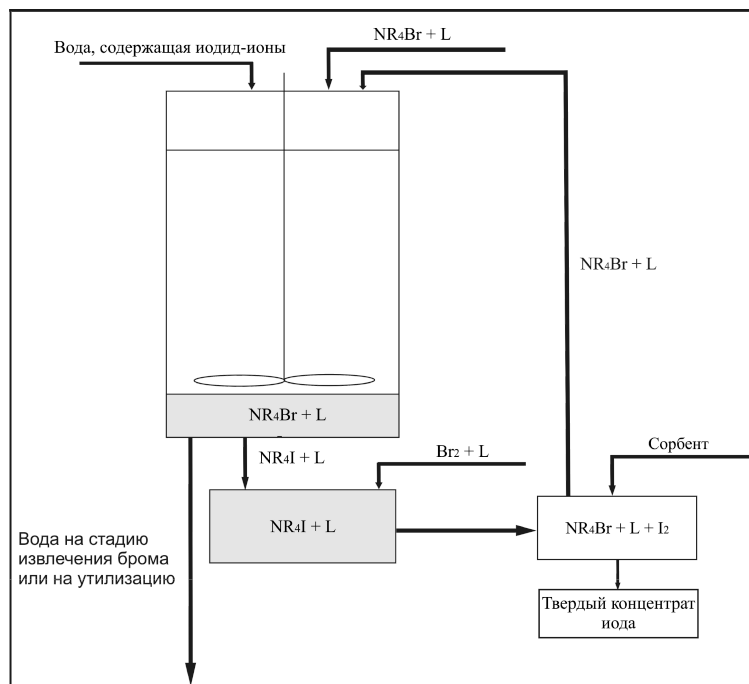 Вода, содержащая иодид-ионы
NR₄Br + L
NR₄Br + L
NR₄Br + L
NR₄I + L
Br₂ + L
Сорбент
NR₄I + L
NR₄Br + L + I₂
Вода на стадию
извлечения брома
или на утилизацию
Твердый концентрат
иода